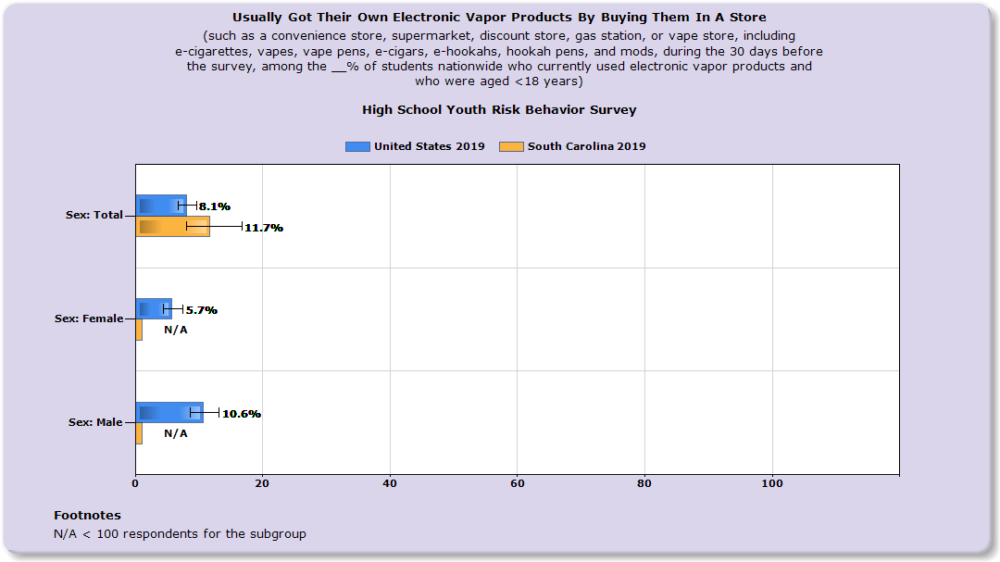 Usually Got Their Own Electronic Vapor Products By Buying Them In A Store
(such as a convenience store, supermarket, discount store, gas station, or vape store, including
e-cigarettes, vapes, vape pens, e-cigars, e-hookahs, hookah pens, and mods, during the 30 days before
the survey, among the __% of students nationwide who currently used electronic vapor products and
who were aged <18 years)
High School Youth Risk Behavior Survey
United States 2019 South Carolina 2019
8.1%
Sex: Total
11.7%
5.7%
Sex: Female
N/A
10.6%
Sex: Male
N/A
0 20 40 60 80 100
Footnotes
N/A < 100 respondents for the subgroup